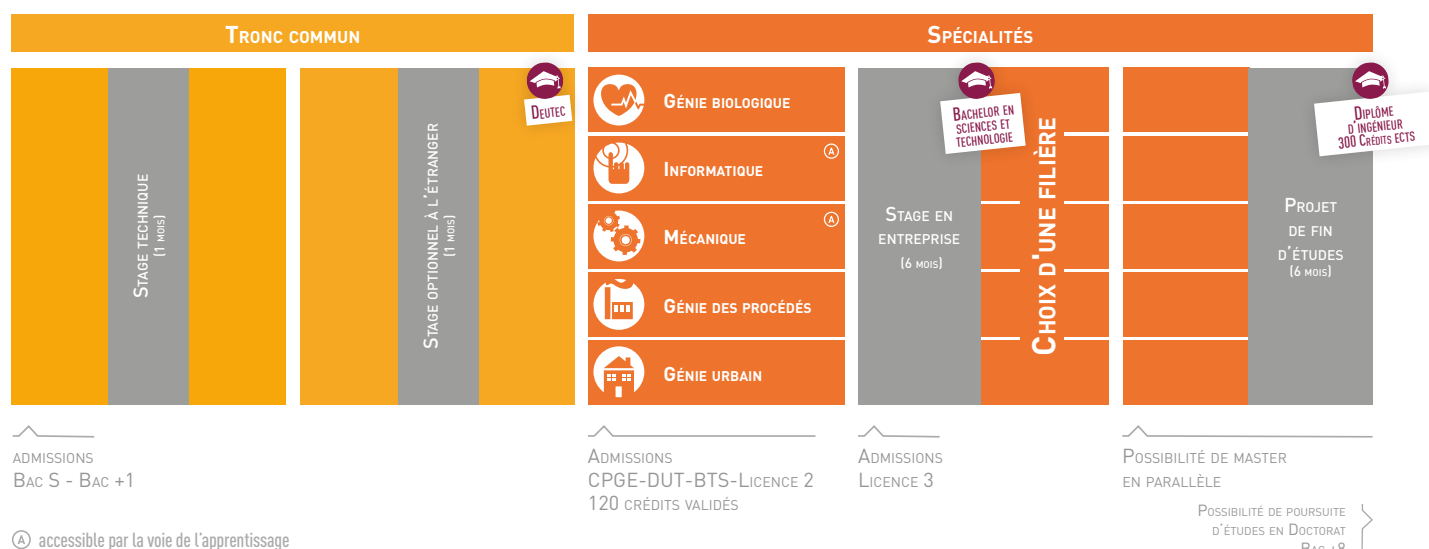 Tronc commun
Spécialités
Stage technique
(1 mois)
Stage optionnel à l'étranger
(1 mois)
Deutec
Génie biologique
Informatique
A
Mécanique
A
Génie des procédés
Génie urbain
Stage en
entreprise
(6 mois)
Bachelor en
sciences et
technologie
Choix d'une filière
Projet
de fin
d'études
(6 mois)
Diplôme
d'ingénieur
300 Crédits ECTS
admissions
Bac S - Bac +1
Admissions
CPGE-DUT-BTS-Licence 2
120 crédits validés
Admissions
Licence 3
Possibilité de master
en parallèle
Possibilité de poursuite
d'études en Doctorat
Bac +8
A accessible par la voie de l'apprentissage